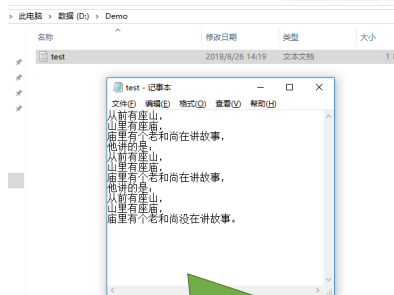 此电脑 > 数据 (D:) > Demo
名称 修改日期 类型 大小
test 2018/8/26 14:19 文本文档 1
test - 记事本
文件(F) 编辑(E) 格式(O) 查看(V) 帮助(H)
从前有座山，
山里有座庙，
庙里有个老和尚在讲故事，
他讲的是：
从前有座山，
山里有座庙，
庙里有个老和尚在讲故事，
他讲的是：
从前有座山，
山里有座庙，
庙里有个老和尚没在讲故事。